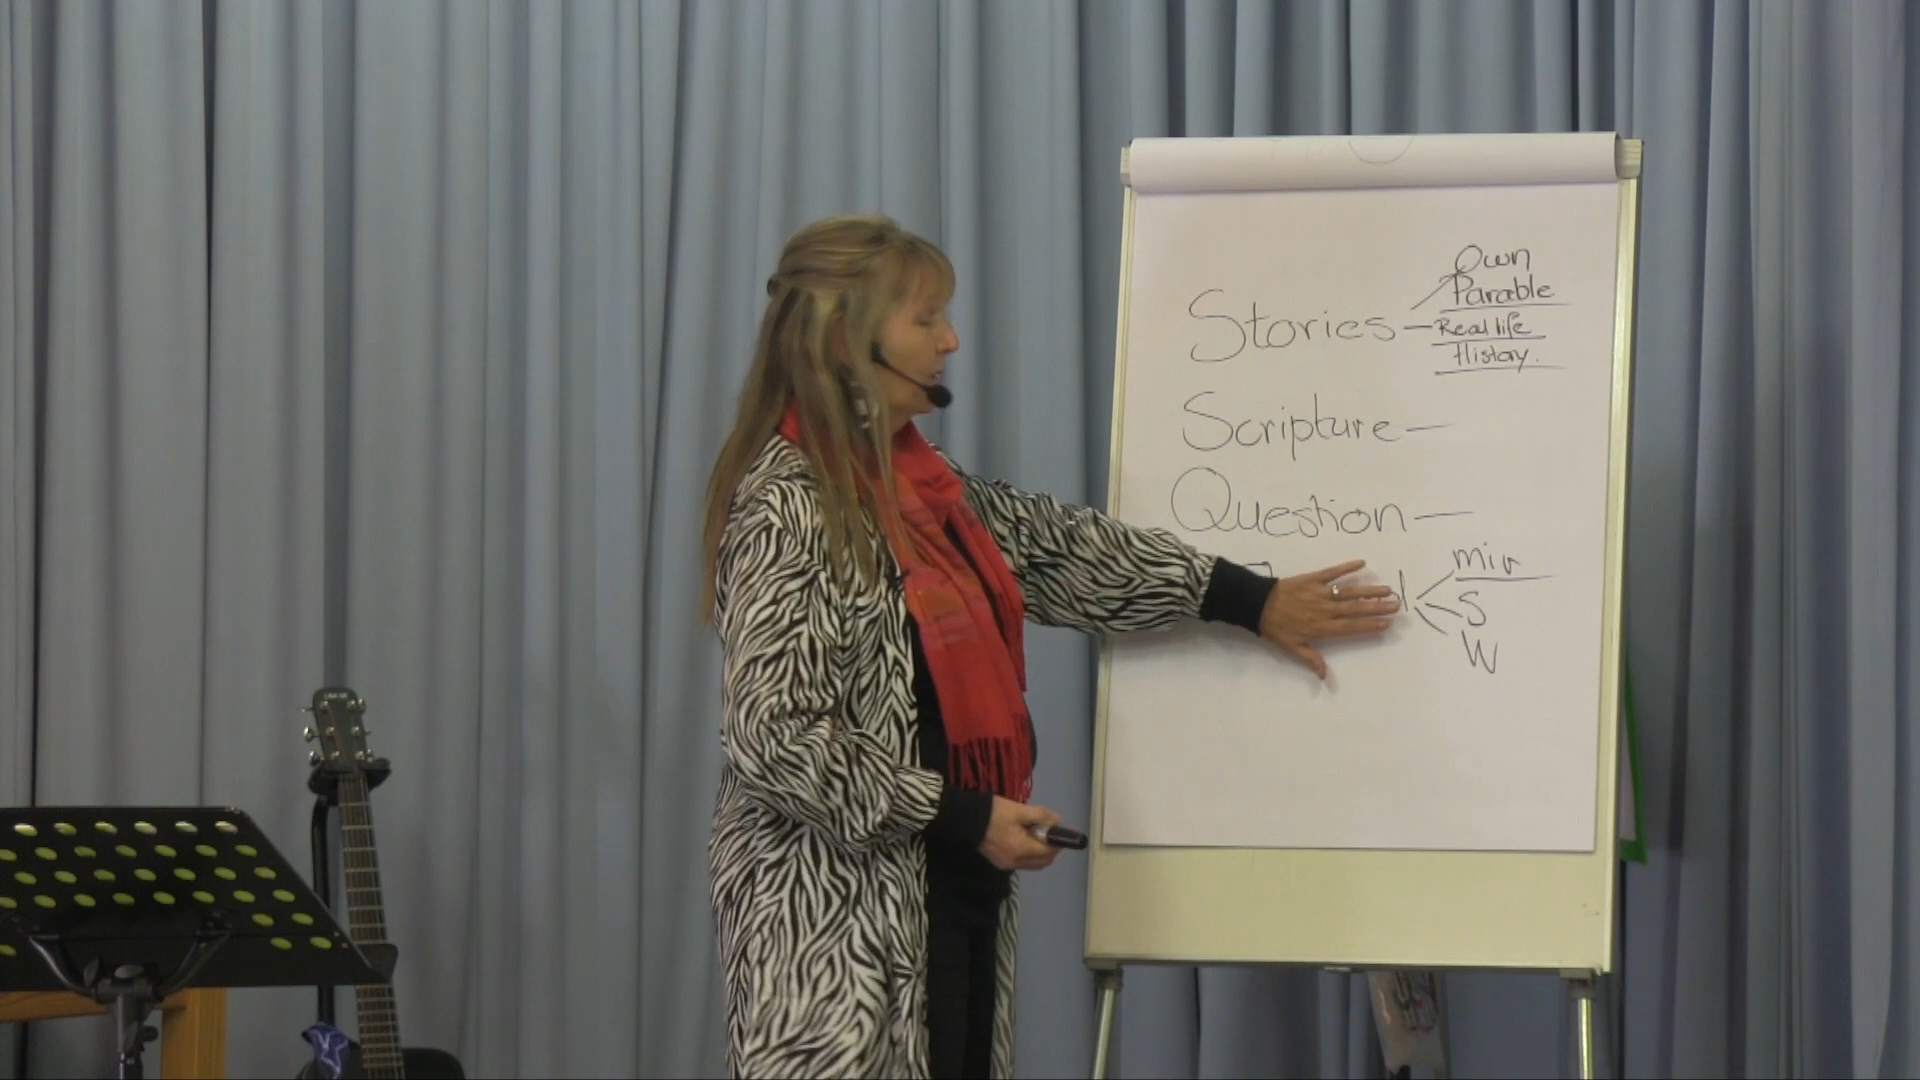 Own
Parable
Stories — Real life
History.
Scripture —
Question —
mir
S
W